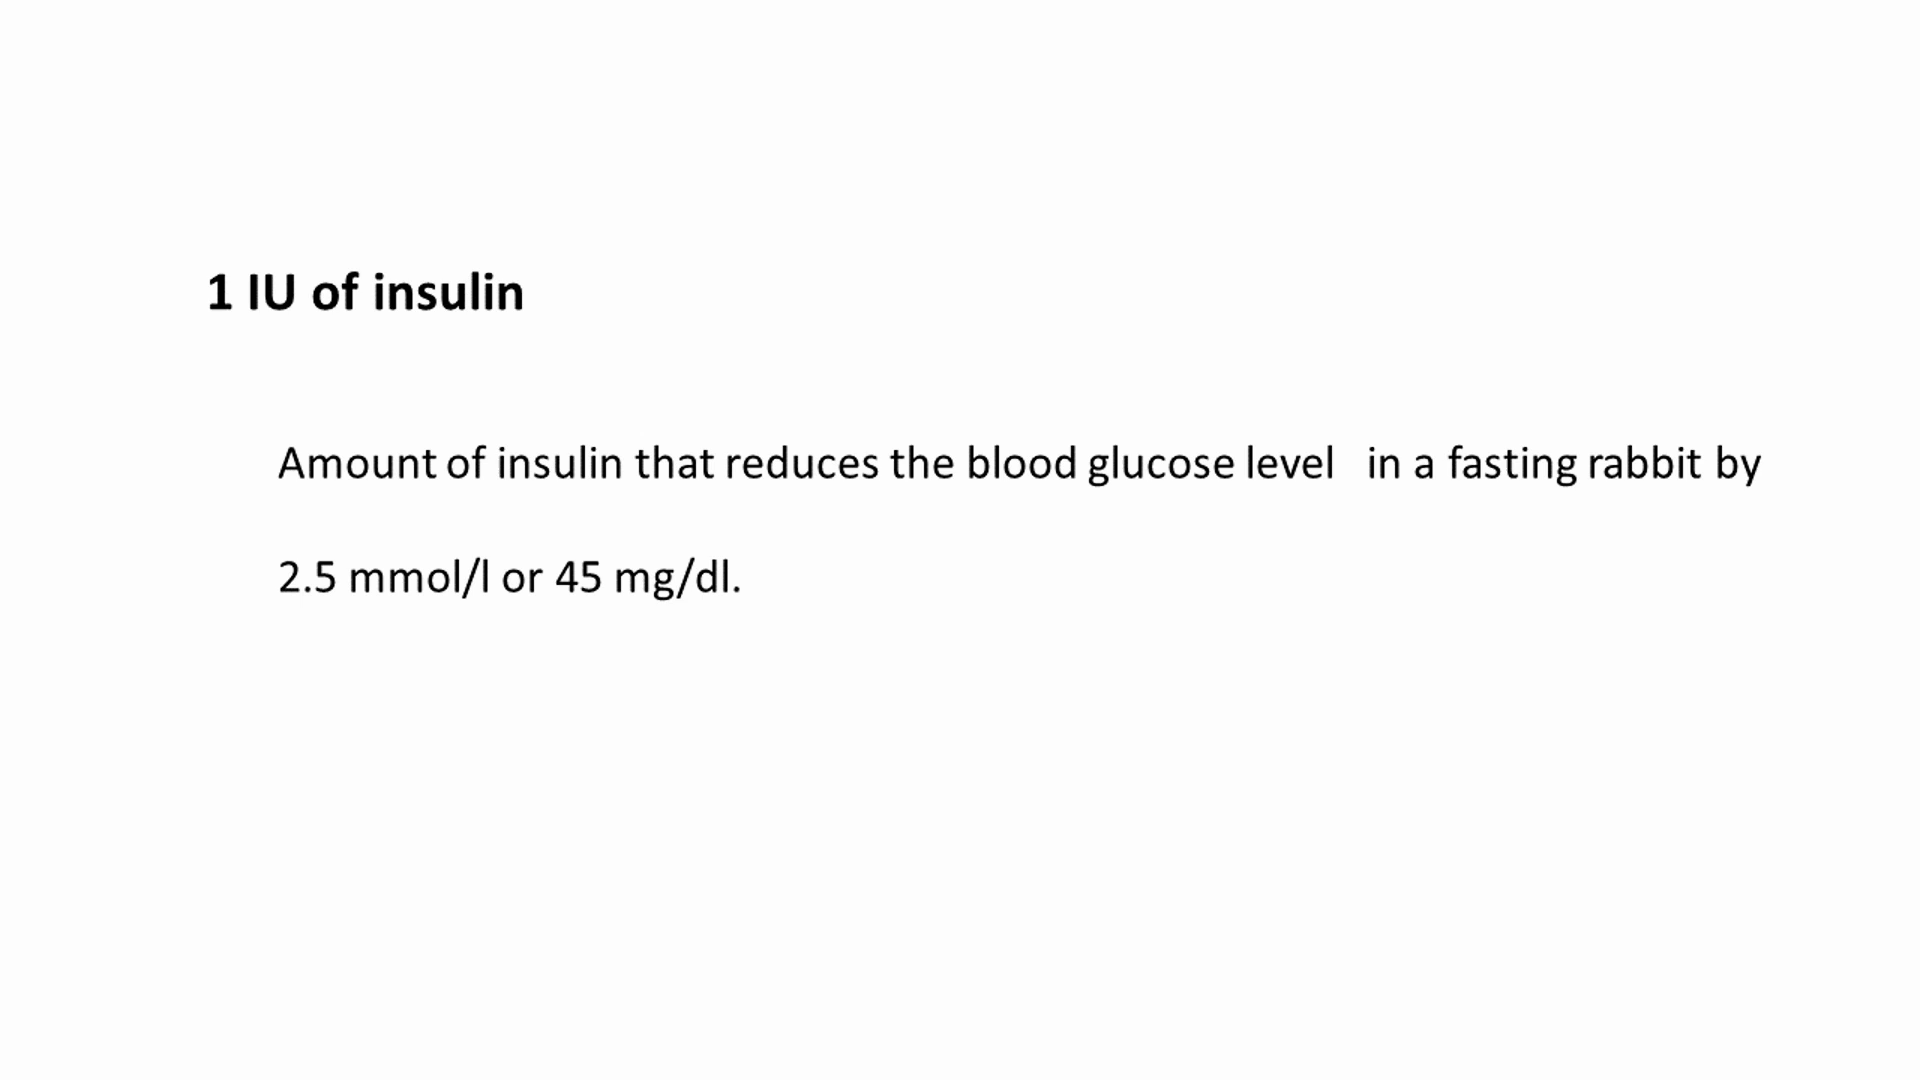 1 IU of insulin
Amount of insulin that reduces the blood glucose level in a fasting rabbit by
2.5 mmol/l or 45 mg/dl.